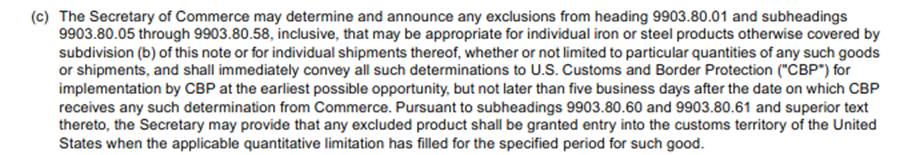 (c) The Secretary of Commerce may determine and announce any exclusions from heading 9903.80.01 and subheadings
9903.80.05 through 9903.80.58, inclusive, that may be appropriate for individual iron or steel products otherwise covered by
subdivision (b) of this note or for individual shipments thereof, whether or not limited to particular quantities of any such goods
or shipments, and shall immediately convey all such determinations to U.S. Customs and Border Protection ("CBP") for
implementation by CBP at the earliest possible opportunity, but not later than five business days after the date on which CBP
receives any such determination from Commerce. Pursuant to subheadings 9903.80.60 and 9903.80.61 and superior text
thereto, the Secretary may provide that any excluded product shall be granted entry into the customs territory of the United
States when the applicable quantitative limitation has filled for the specified period for such good.